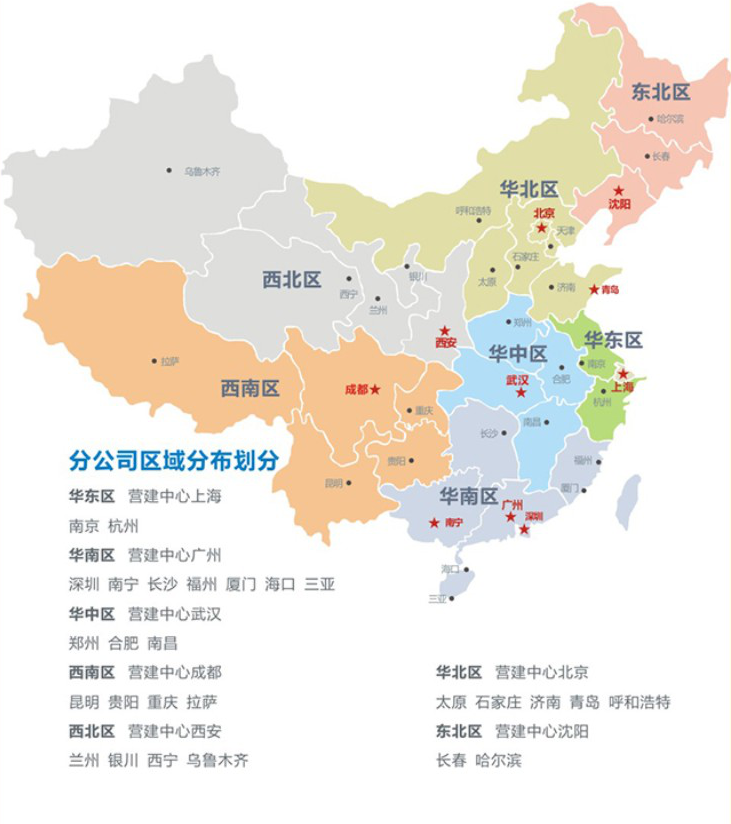 东北区
哈尔滨
长春
沈阳
华北区
呼和浩特
北京
天津
石家庄
太原
济南
青岛
乌鲁木齐
西北区
银川
西宁
兰州
西安
郑州
华东区
华中区
南京
合肥
上海
武汉
杭州
南昌
拉萨
西南区
成都
重庆
贵阳
昆明
长沙
福州
厦门
华南区
广州
深圳
南宁
海口
三亚
分公司区域分布划分
华东区 营建中心上海
南京 杭州
华南区 营建中心广州
深圳 南宁 长沙 福州 厦门 海口 三亚
华中区 营建中心武汉
郑州 合肥 南昌
西南区 营建中心成都
昆明 贵阳 重庆 拉萨
西北区 营建中心西安
兰州 银川 西宁 乌鲁木齐
华北区 营建中心北京
太原 石家庄 济南 青岛 呼和浩特
东北区 营建中心沈阳
长春 哈尔滨